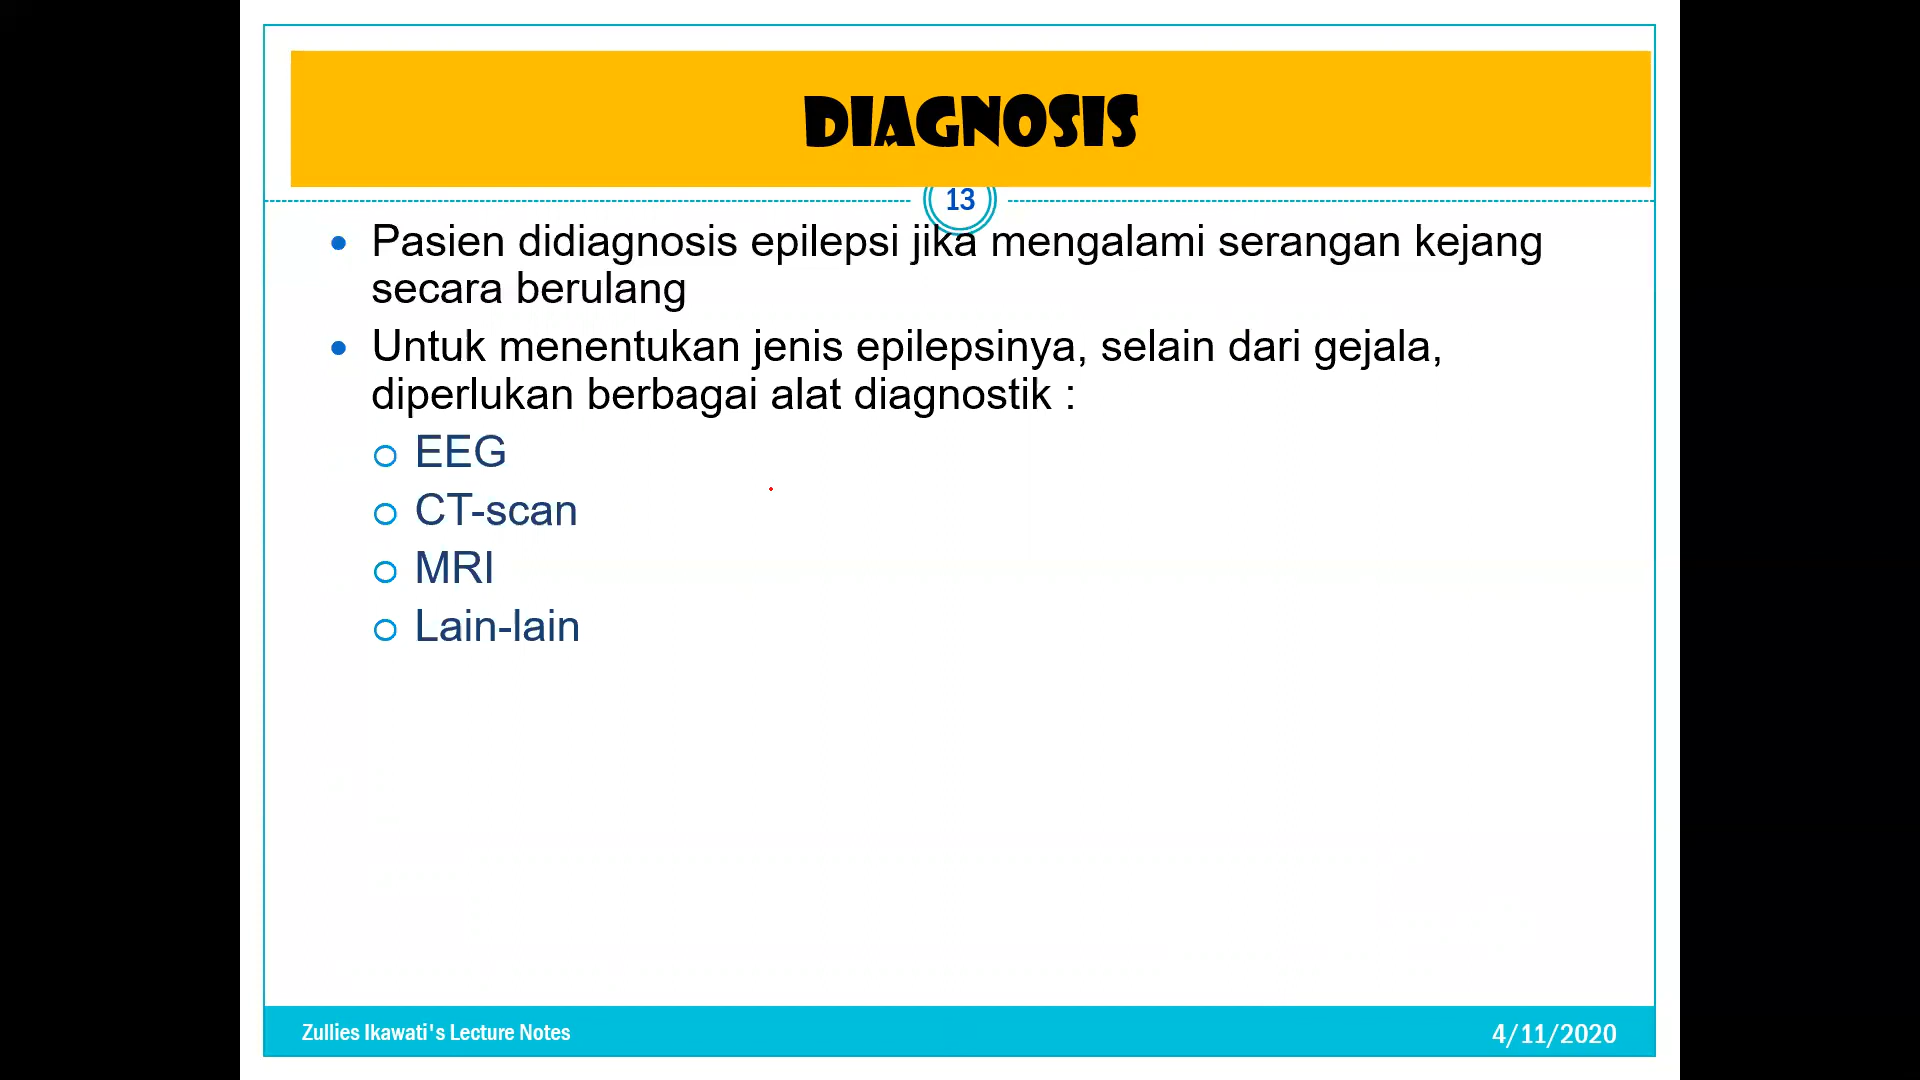 DIAGNOSIS
13
Pasien didiagnosis epilepsi jika mengalami serangan kejang
secara berulang
Untuk menentukan jenis epilepsinya, selain dari gejala,
diperlukan berbagai alat diagnostik :
EEG
CT-scan
MRI
Lain-lain
Zullies Ikawati's Lecture Notes
4/11/2020